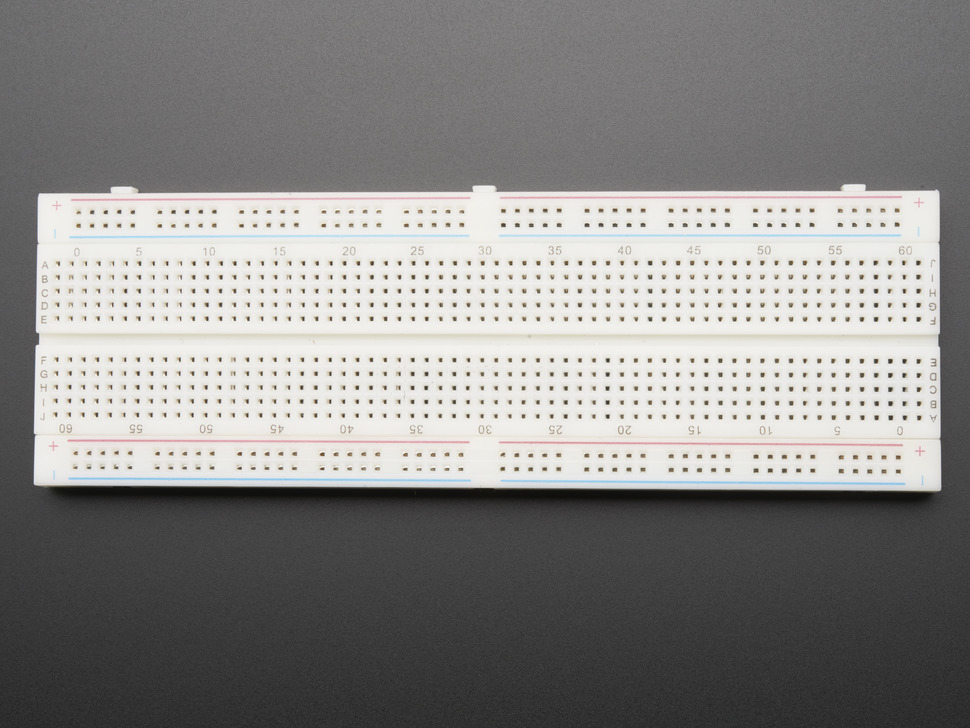 + +
- -
0 5 10 15 20 25 30 35 40 45 50 55 60
A J
B I
C H
D G
E F
F E
G D
H C
I B
J A
60 55 50 45 40 35 30 25 20 15 10 5 0
+ +
- -